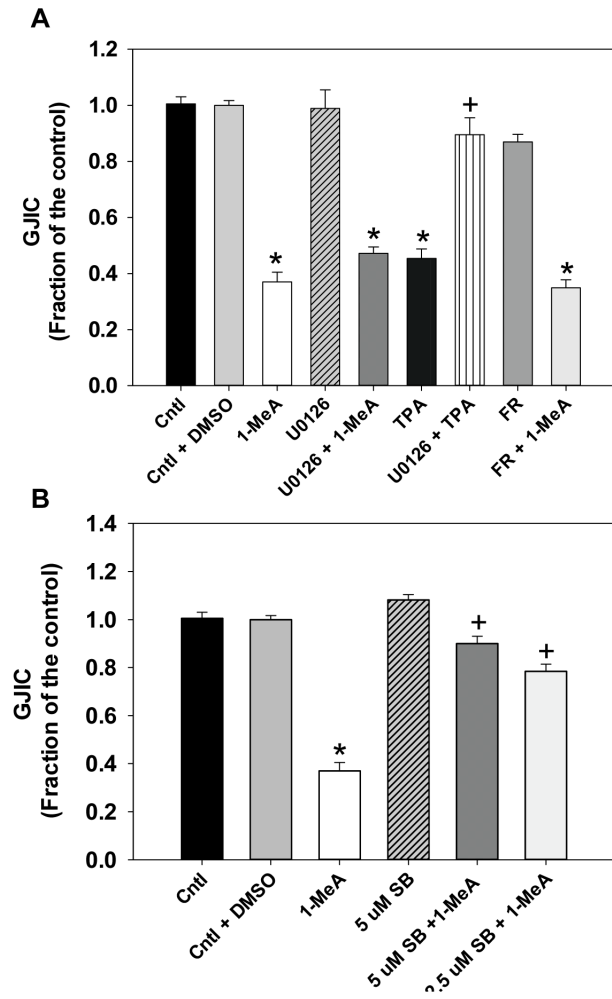 A
1.2
1.0
0.8
0.6
0.4
0.2
0.0
GJIC
(Fraction of the control)
*
*
*
+
*
Cntl
Cntl + DMSO
1-MeA
U0126
U0126 + 1-MeA
TPA
U0126 + TPA
FR
FR + 1-MeA
B
1.4
1.2
1.0
0.8
0.6
0.4
0.2
0.0
GJIC
(Fraction of the control)
*
+
+
Cntl
Cntl + DMSO
1-MeA
5 uM SB
5 uM SB +1-MeA
2.5 uM SB + 1-MeA